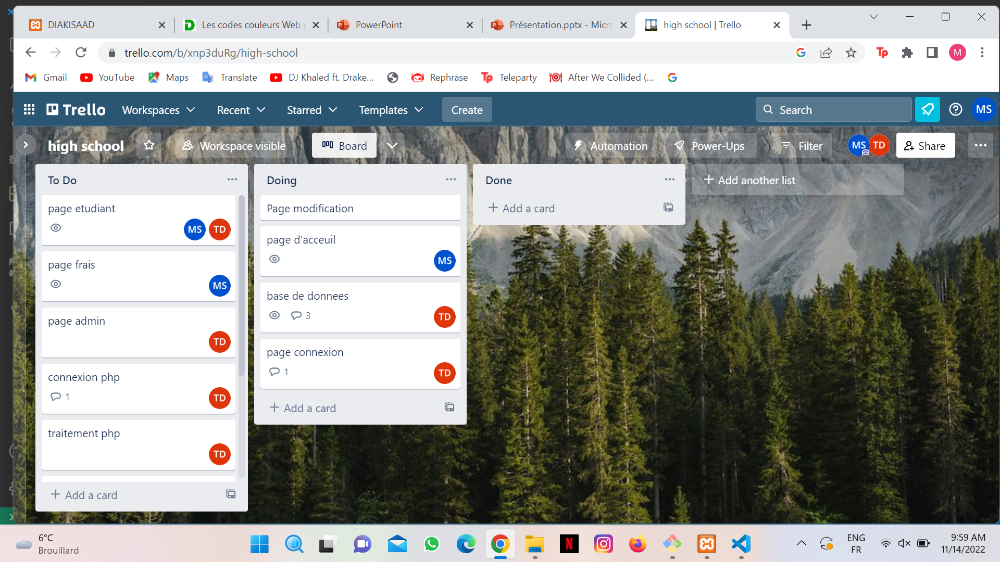 DIAKISAAD
Les codes couleurs Web
PowerPoint
Présentation.pptx - Micro
high school | Trello
trello.com/b/xnp3duRg/high-school
M
Gmail
YouTube
Maps
Translate
DJ Khaled ft. Drake...
Rephrase
Teleparty
After We Collided (...
Trello
Workspaces
Recent
Starred
Templates
Create
Search
MS
high school
Workspace visible
Board
Automation
Power-Ups
Filter
MS
TD
Share
To Do
page etudiant
MS
TD
page frais
MS
page admin
TD
connexion php
1
TD
traitement php
TD
Add a card
Doing
Page modification
page d'acceuil
MS
base de donnees
3
TD
page connexion
1
TD
Add a card
Done
Add a card
Add another list
6°C
Brouillard
ENG
FR
9:59 AM
11/14/2022